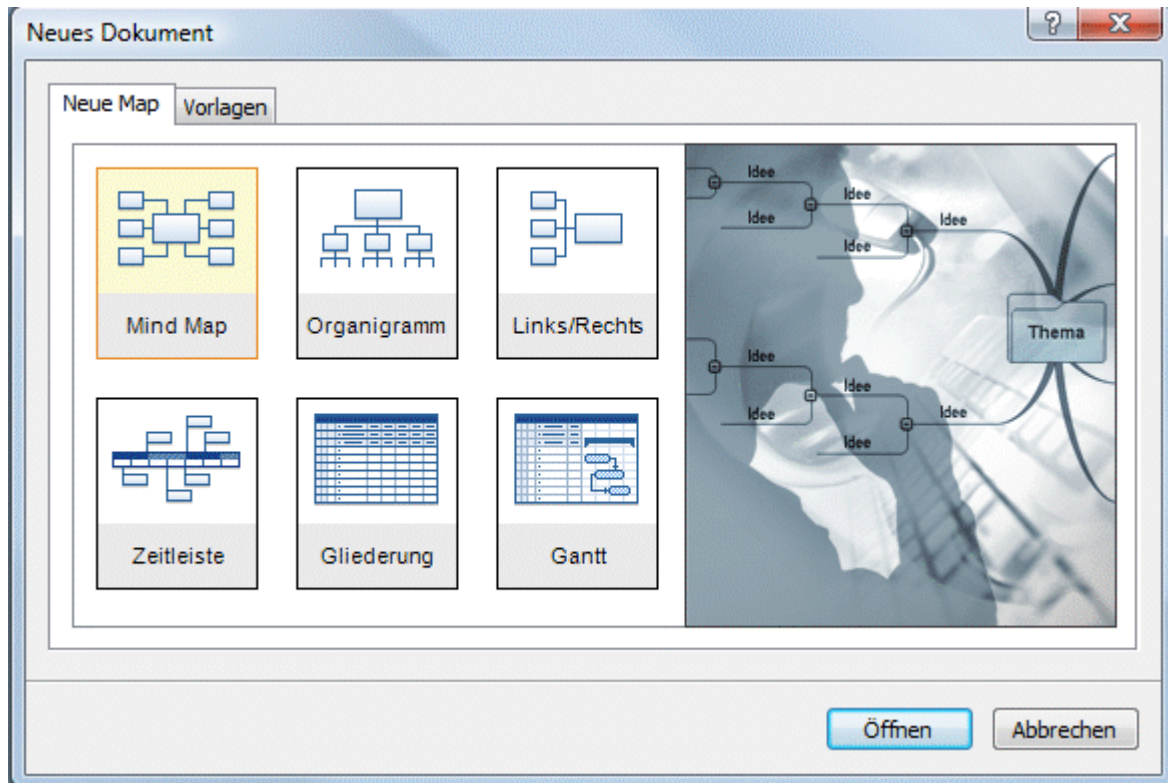 Neues Dokument
Neue Map
Vorlagen
Mind Map
Organigramm
Links/Rechts
Zeitleiste
Gliederung
Gantt
Idee
Idee
Idee
Idee
Idee
Thema
Idee
Idee
Idee
Idee
Idee
Öffnen
Abbrechen